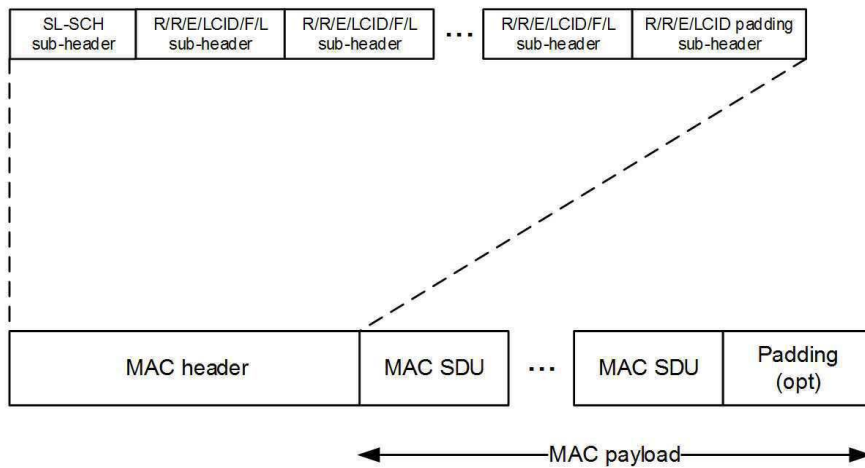 SL-SCH
sub-header
R/R/E/LCID/F/L
sub-header
R/R/E/LCID/F/L
sub-header
...
R/R/E/LCID/F/L
sub-header
R/R/E/LCID padding
sub-header
MAC header
MAC SDU
...
MAC SDU
Padding
(opt)
MAC payload